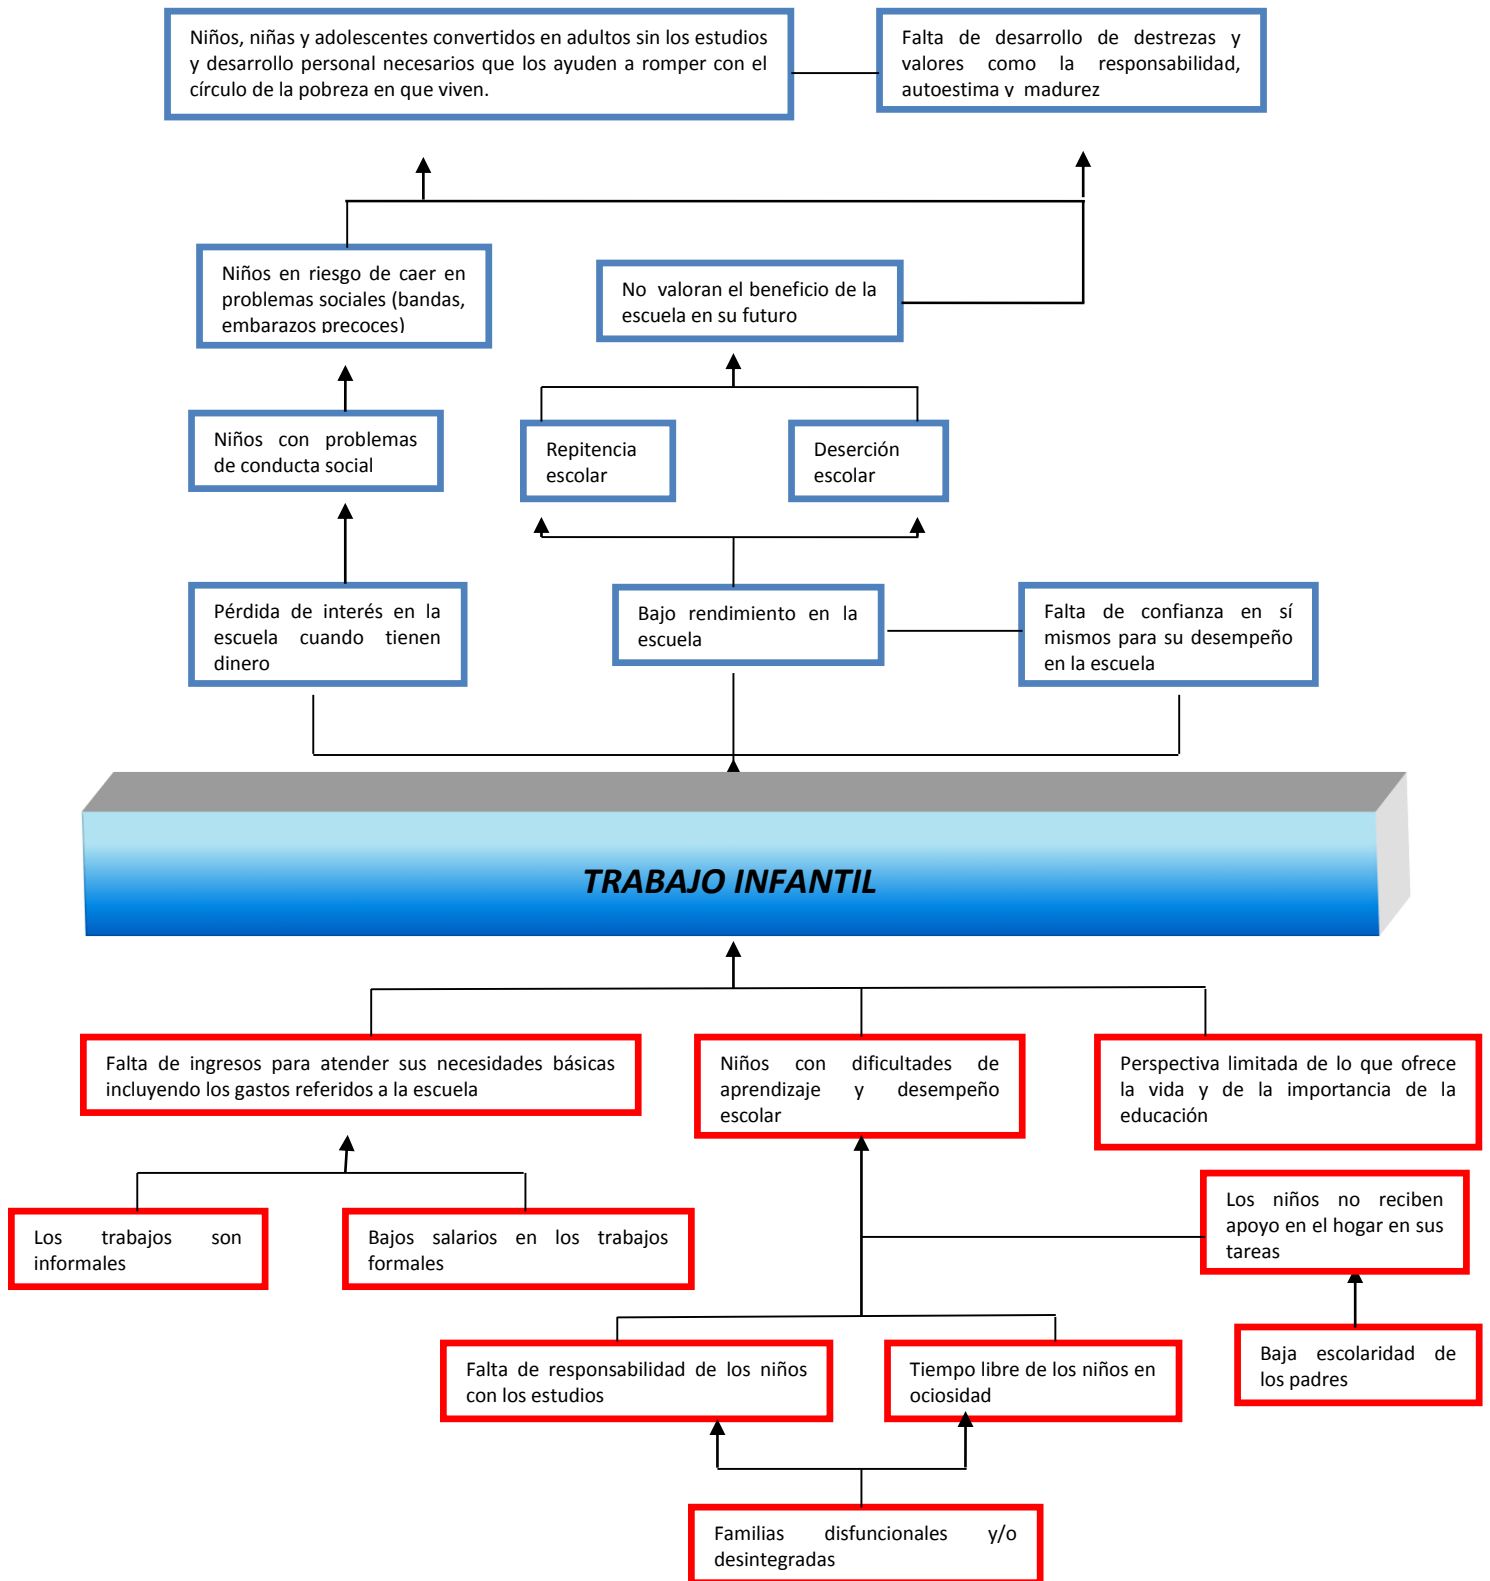 Niños, niñas y adolescentes convertidos en adultos sin los estudios
y desarrollo personal necesarios que los ayuden a romper con el
círculo de la pobreza en que viven.
Falta de desarrollo de destrezas y
valores como la responsabilidad,
autoestima y madurez
Niños en riesgo de caer en
problemas sociales (bandas,
embarazos precoces)
No valoran el beneficio de la
escuela en su futuro
Niños con problemas
de conducta social
Repitencia
escolar
Deserción
escolar
Pérdida de interés en la
escuela cuando tienen
dinero
Bajo rendimiento en la
escuela
Falta de confianza en sí
mismos para su desempeño
en la escuela
TRABAJO INFANTIL
Falta de ingresos para atender sus necesidades básicas
incluyendo los gastos referidos a la escuela
Niños con dificultades de
aprendizaje y desempeño
escolar
Perspectiva limitada de lo que ofrece
la vida y de la importancia de la
educación
Los trabajos son
informales
Bajos salarios en los trabajos
formales
Los niños no reciben
apoyo en el hogar en sus
tareas
Falta de responsabilidad de los niños
con los estudios
Tiempo libre de los niños en
ociosidad
Baja escolaridad de
los padres
Familias disfuncionales y/o
desintegradas